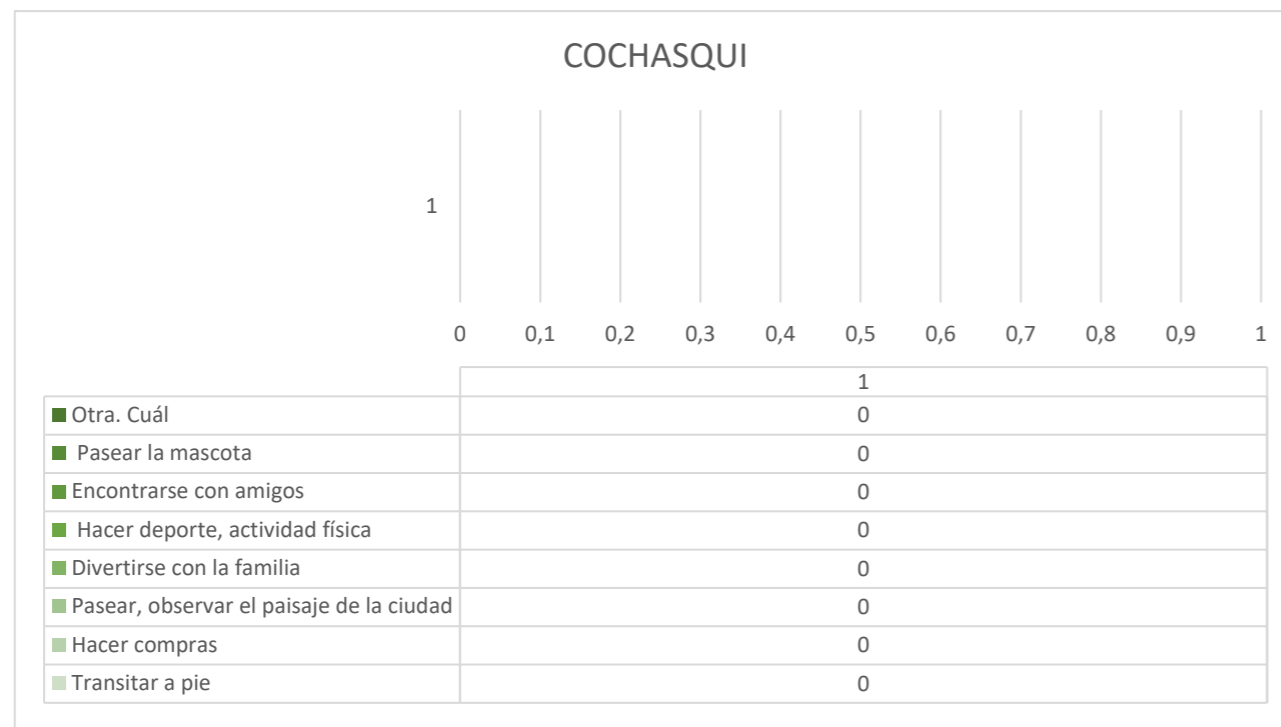 COCHASQUI
1
0 0,1 0,2 0,3 0,4 0,5 0,6 0,7 0,8 0,9 1
1
Otra. Cuál 0
Pasear la mascota 0
Encontrarse con amigos 0
Hacer deporte, actividad física 0
Divertirse con la familia 0
Pasear, observar el paisaje de la ciudad 0
Hacer compras 0
Transitar a pie 0